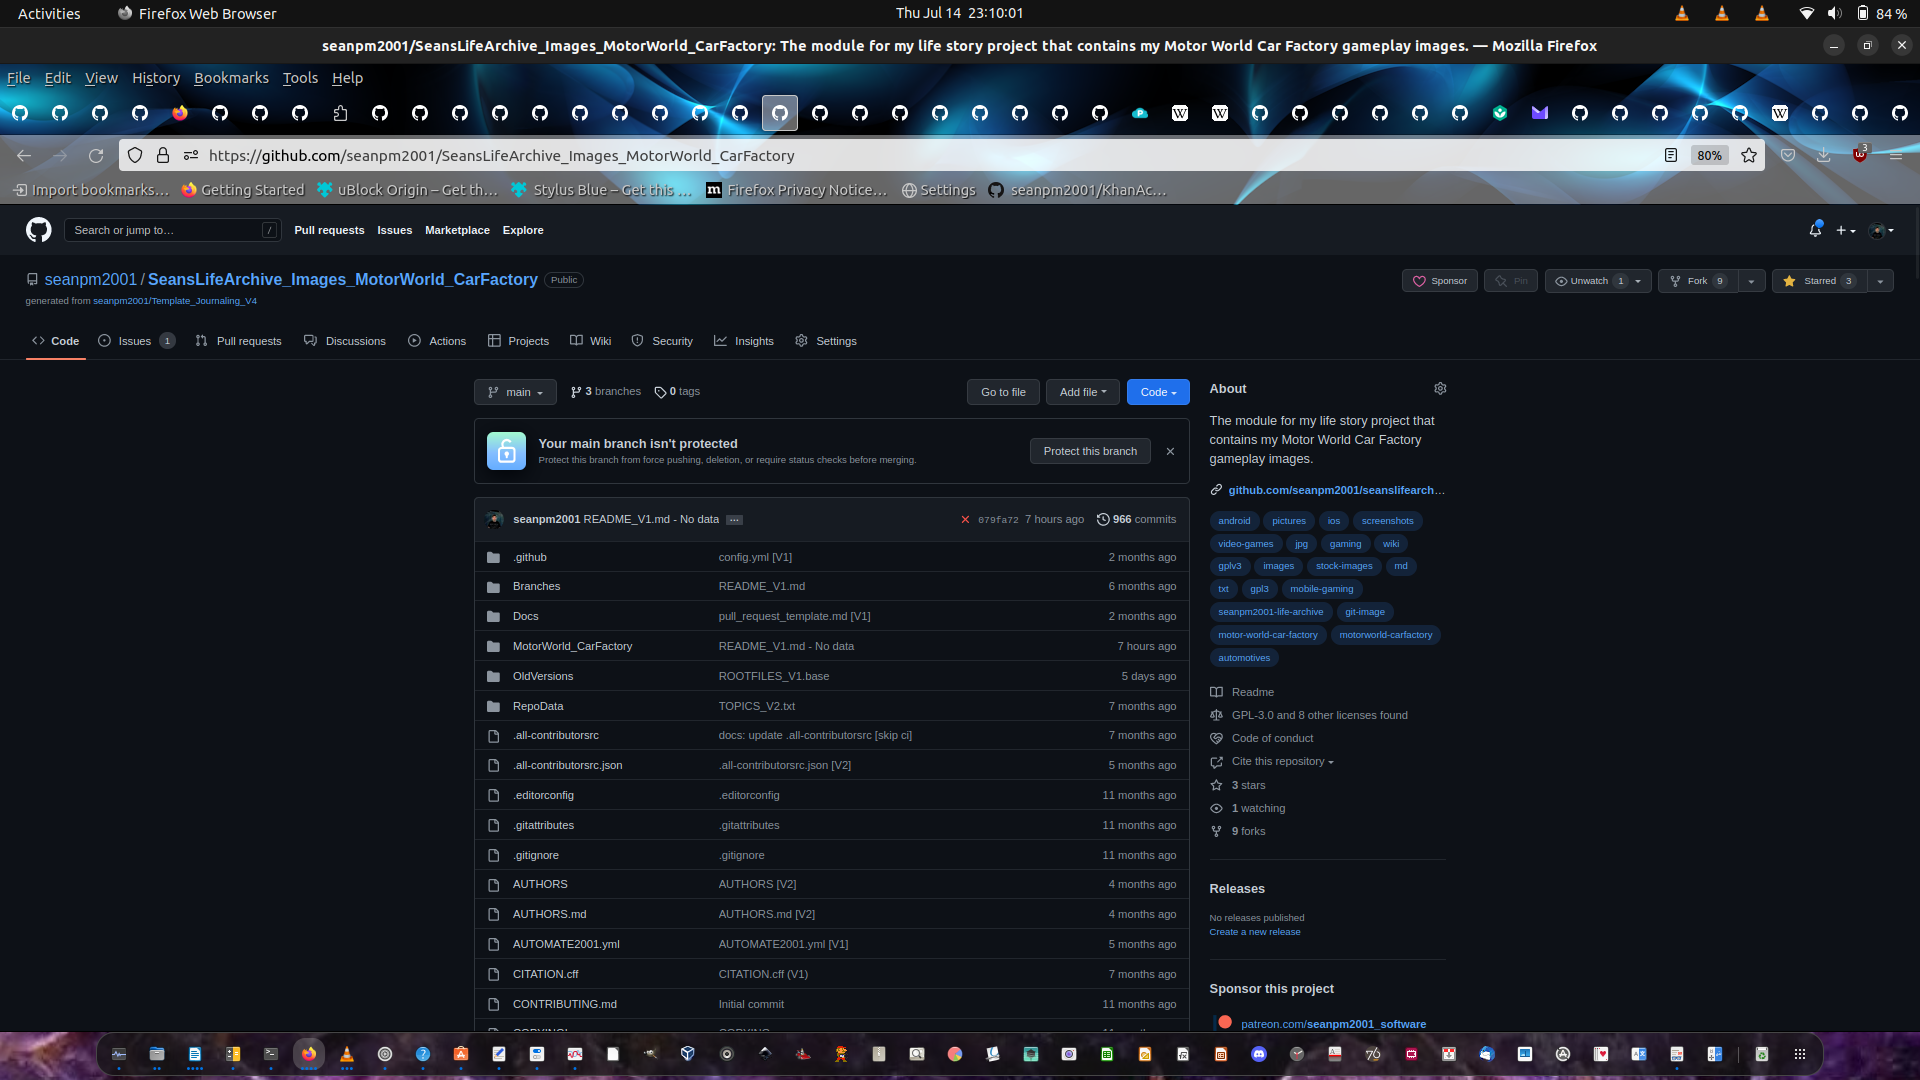 Activities
Firefox Web Browser
Thu Jul 14 23:10:01
84 %
seanpm2001/SeansLifeArchive_Images_MotorWorld_CarFactory: The module for my life story project that contains my Motor World Car Factory gameplay images. — Mozilla Firefox
File Edit View History Bookmarks Tools Help
https://github.com/seanpm2001/SeansLifeArchive_Images_MotorWorld_CarFactory
80%
3
Import bookmarks…
Getting Started
uBlock Origin – Get th…
Stylus Blue – Get this …
Firefox Privacy Notice…
Settings
seanpm2001/KhanAc…
Search or jump to…
/
Pull requests
Issues
Marketplace
Explore
seanpm2001 / SeansLifeArchive_Images_MotorWorld_CarFactory Public
generated from seanpm2001/Template_Journaling_V4
Sponsor
Pin
Unwatch 1
Fork 9
Starred 3
Code
Issues 1
Pull requests
Discussions
Actions
Projects
Wiki
Security
Insights
Settings
main
3 branches
0 tags
Go to file
Add file
Code
Your main branch isn't protected
Protect this branch from force pushing, deletion, or require status checks before merging.
Protect this branch
seanpm2001 README_V1.md - No data …
079fa72 7 hours ago
966 commits
.github config.yml [V1] 2 months ago
Branches README_V1.md 6 months ago
Docs pull_request_template.md [V1] 2 months ago
MotorWorld_CarFactory README_V1.md - No data 7 hours ago
OldVersions ROOTFILES_V1.base 5 days ago
RepoData TOPICS_V2.txt 7 months ago
.all-contributorsrc docs: update .all-contributorsrc [skip ci] 7 months ago
.all-contributorsrc.json .all-contributorsrc.json [V2] 5 months ago
.editorconfig .editorconfig 11 months ago
.gitattributes .gitattributes 11 months ago
.gitignore .gitignore 11 months ago
AUTHORS AUTHORS [V2] 4 months ago
AUTHORS.md AUTHORS.md [V2] 4 months ago
AUTOMATE2001.yml AUTOMATE2001.yml [V1] 5 months ago
CITATION.cff CITATION.cff (V1) 7 months ago
CONTRIBUTING.md Initial commit 11 months ago
About
The module for my life story project that
contains my Motor World Car Factory
gameplay images.
github.com/seanpm2001/seanslifearch…
android pictures ios screenshots
video-games jpg gaming wiki
gplv3 images stock-images md
txt gpl3 mobile-gaming
seanpm2001-life-archive git-image
motor-world-car-factory motorworld-carfactory
automotives
Readme
GPL-3.0 and 8 other licenses found
Code of conduct
Cite this repository
3 stars
1 watching
9 forks
Releases
No releases published
Create a new release
Sponsor this project
patreon.com/seanpm2001_software